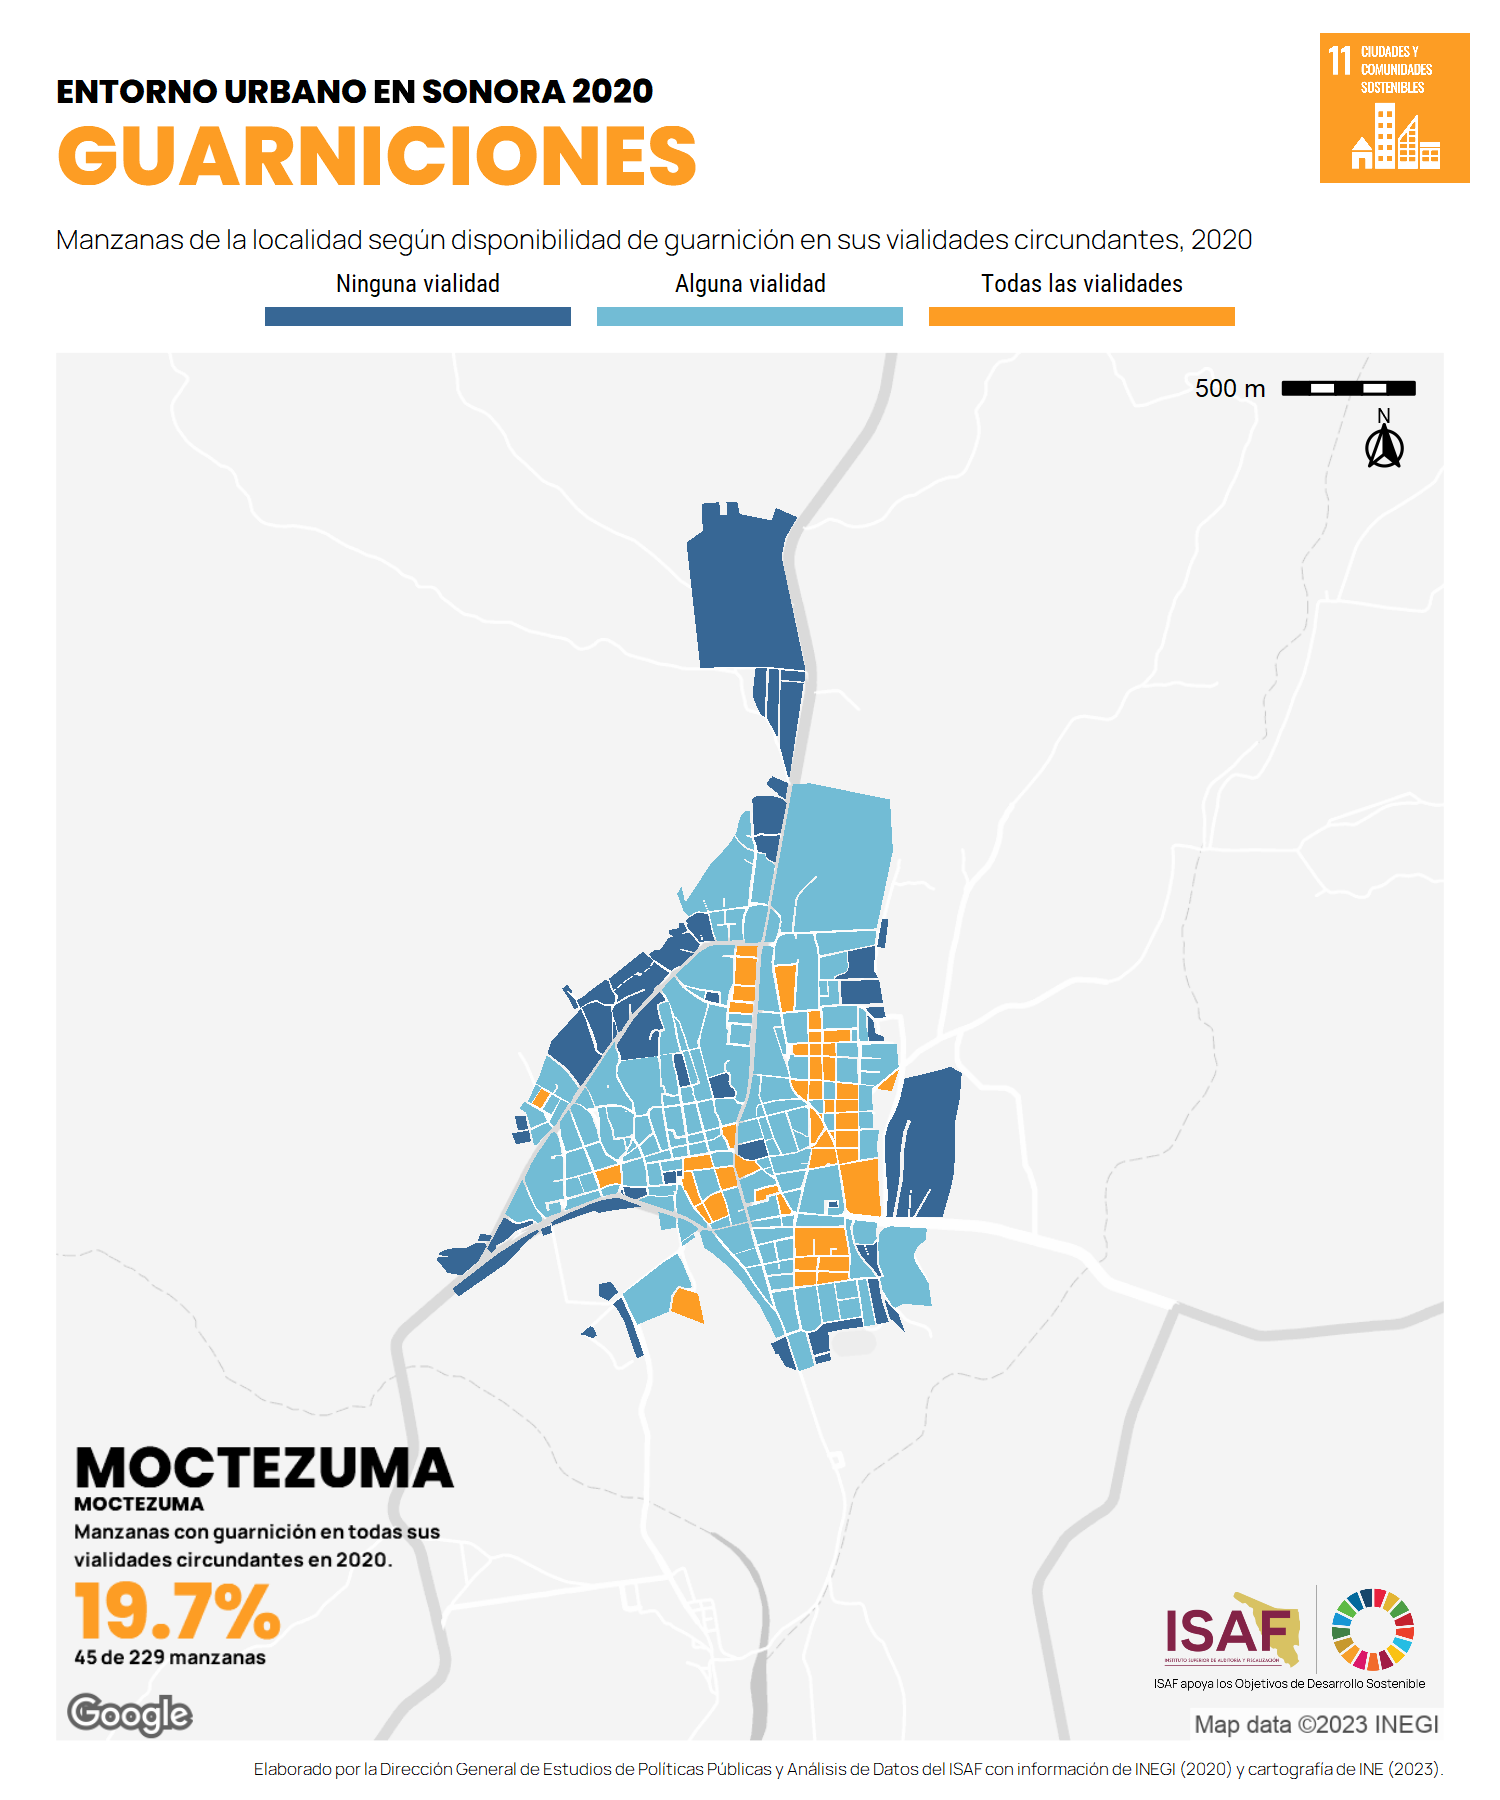 ENTORNO URBANO EN SONORA 2020
GUARNICIONES
11 CIUDADES Y
COMUNIDADES
SOSTENIBLES
Manzanas de la localidad según disponibilidad de guarnición en sus vialidades circundantes, 2020
Ninguna vialidad
Alguna vialidad
Todas las vialidades
500 m
N
MOCTEZUMA
MOCTEZUMA
Manzanas con guarnición en todas sus
vialidades circundantes en 2020.
19.7%
45 de 229 manzanas
Google
ISAF
INSTITUTO SUPERIOR DE AUDITORÍA Y FISCALIZACIÓN
ISAF apoya los Objetivos de Desarrollo Sostenible
Map data ©2023 INEGI
Elaborado por la Dirección General de Estudios de Políticas Públicas y Análisis de Datos del ISAF con información de INEGI (2020) y cartografía de INE (2023).